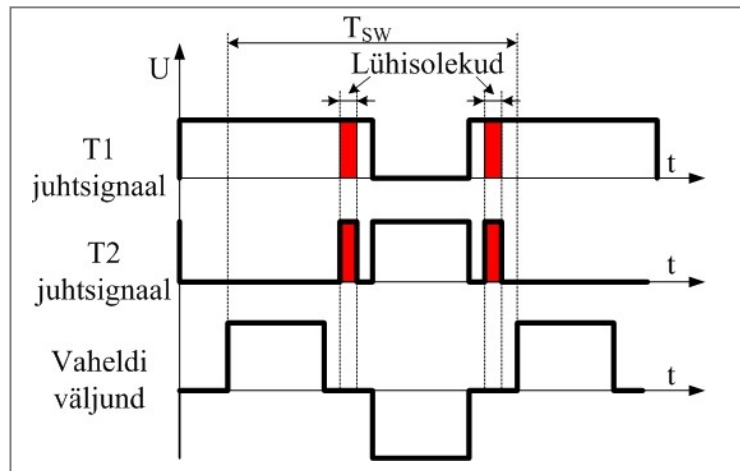 T_SW
U
Lühisolekud
T1
juhtsignaal
t
T2
juhtsignaal
t
Vaheldi
väljund
t